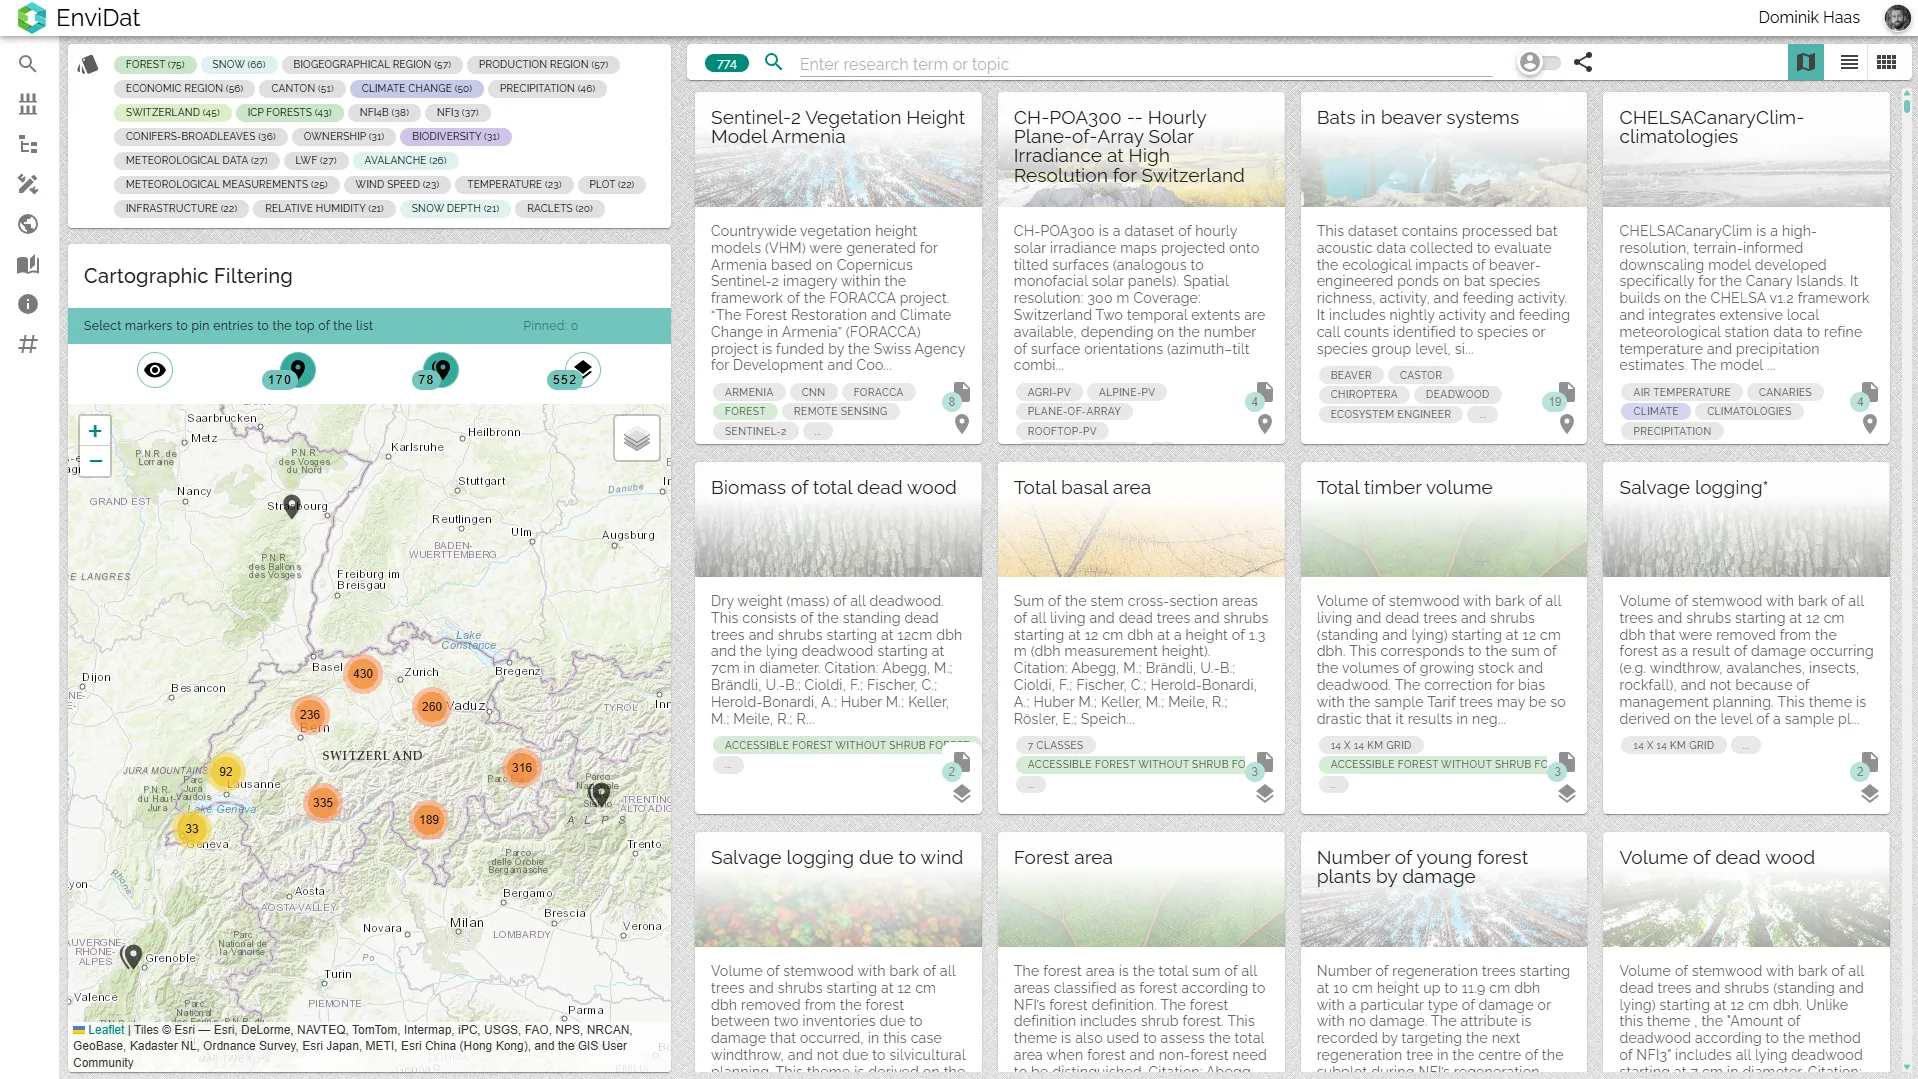 EnviDat
Dominik Haas
FOREST (75)
SNOW (66)
BIOGEOGRAPHICAL REGION (57)
PRODUCTION REGION (57)
ECONOMIC REGION (56)
CANTON (51)
CLIMATE CHANGE (50)
PRECIPITATION (46)
SWITZERLAND (45)
ICP FORESTS (43)
NFI4B (38)
NFI3 (37)
CONIFERS-BROADLEAVES (36)
OWNERSHIP (31)
BIODIVERSITY (31)
METEOROLOGICAL DATA (27)
LWF (27)
AVALANCHE (26)
METEOROLOGICAL MEASUREMENTS (25)
WIND SPEED (23)
TEMPERATURE (23)
PLOT (22)
INFRASTRUCTURE (22)
RELATIVE HUMIDITY (21)
SNOW DEPTH (21)
RACLETS (20)
Cartographic Filtering
Select markers to pin entries to the top of the list
Pinned: 0
170
78
552
+
−
Saarbrucken
Metz
Heilbronn
Karlsruhe
P.N.R. de
Lorraine
P.N.R.
des Vosges
du Nord
GRAND EST
Nancy
Stuttgart
Danube
Strasbourg
Reutlingen
Ulm
Augsburg
BADEN-
WUERTTEMBERG
P.N.R.
des Ballons
des Vosges
E LANGRES
Freiburg im
Breisgau
Lake
Constance
Basel
430
Zurich
Bregenz
Dijon
Besancon
260
Vaduz
TYROL
236
Bern
SWITZERLAND
JURA MOUNTAINS
92
Lausanne
316
P.N.R.
du Haut-
Jura
Parc
Jura
Vaudois
Lake Geneva
335
189
33
Geneva
TRENTINO
ALTO ADIG
ALPS
Trento
Parco
delle Orobie
Bergamasche
Rhône
Aosta
AOSTA VALLEY
Bergamo
Brescia
Milan
Novara
LOMBARDY
Verona
AUVERGNE-
RHÔNE-
ALPES
Parc
National de
la Vanoise
Grenoble
Po
Turin
Valence
PIEMONTE
Parma
Leaflet | Tiles © Esri — Esri, DeLorme, NAVTEQ, TomTom, Intermap, iPC, USGS, FAO, NPS, NRCAN,
GeoBase, Kadaster NL, Ordnance Survey, Esri Japan, METI, Esri China (Hong Kong), and the GIS User
Community
774
Enter research term or topic
Sentinel-2 Vegetation Height
Model Armenia
Countrywide vegetation height
models (VHM) were generated for
Armenia based on Copernicus
Sentinel-2 imagery within the
framework of the FORACCA project.
“The Forest Restoration and Climate
Change in Armenia” (FORACCA)
project is funded by the Swiss Agency
for Development and Coo...
ARMENIA
CNN
FORACCA
FOREST
REMOTE SENSING
SENTINEL-2
...
8
CH-POA300 -- Hourly
Plane-of-Array Solar
Irradiance at High
Resolution for Switzerland
CH-POA300 is a dataset of hourly
solar irradiance maps projected onto
tilted surfaces (analogous to
monofacial solar panels). Spatial
resolution: 300 m Coverage:
Switzerland Two temporal extents are
available, depending on the number
of surface orientations (azimuth–tilt
combi...
AGRI-PV
ALPINE-PV
PLANE-OF-ARRAY
ROOFTOP-PV
4
Bats in beaver systems
This dataset contains processed bat
acoustic data collected to evaluate
the ecological impacts of beaver-
engineered ponds on bat species
richness, activity, and feeding activity.
It includes nightly activity and feeding
call counts identified to species or
species group level, si...
BEAVER
CASTOR
CHIROPTERA
DEADWOOD
ECOSYSTEM ENGINEER
...
19
CHELSACanaryClim-
climatologies
CHELSACanaryClim is a high-
resolution, terrain-informed
downscaling model developed
specifically for the Canary Islands. It
builds on the CHELSA v1.2 framework
and integrates extensive local
meteorological station data to refine
temperature and precipitation
estimates. The model ...
AIR TEMPERATURE
CANARIES
CLIMATE
CLIMATOLOGIES
PRECIPITATION
4
Biomass of total dead wood
Dry weight (mass) of all deadwood.
This consists of the standing dead
trees and shrubs starting at 12cm dbh
and the lying deadwood starting at
7cm in diameter. Citation: Abegg, M.;
Brändli, U.-B.; Cioldi, F.; Fischer, C.;
Herold-Bonardi, A.; Huber M.; Keller,
M.; Meile, R.; R...
ACCESSIBLE FOREST WITHOUT SHRUB FOREST
...
2
Total basal area
Sum of the stem cross-section areas
of all living and dead trees and shrubs
starting at 12 cm dbh at a height of 1.3
m (dbh measurement height).
Citation: Abegg, M.; Brändli, U.-B.;
Cioldi, F.; Fischer, C.; Herold-Bonardi,
A.; Huber M.; Keller, M.; Meile, R.;
Rösler, E.; Speich...
7 CLASSES
ACCESSIBLE FOREST WITHOUT SHRUB FO
...
3
Total timber volume
Volume of stemwood with bark of all
living and dead trees and shrubs
(standing and lying) starting at 12 cm
dbh. This corresponds to the sum of
the volumes of growing stock and
deadwood. The correction for bias
with the sample Tarif trees may be so
drastic that it results in neg...
14 X 14 KM GRID
ACCESSIBLE FOREST WITHOUT SHRUB FO
...
3
Salvage logging*
Volume of stemwood with bark of all
trees and shrubs starting at 12 cm
dbh that were removed from the
forest as a result of damage occurring
(e.g. windthrow, avalanches, insects,
rockfall), and not because of
management planning. This theme is
derived on the level of a sample pl...
14 X 14 KM GRID
...
2
Salvage logging due to wind
Volume of stemwood with bark of all
trees and shrubs starting at 12 cm
dbh removed from the forest
between two inventories due to
damage that occurred, in this case
windthrow, and not due to silvicultural
planning. This theme is derived on the
Forest area
The forest area is the total sum of all
areas classified as forest according to
NFI's forest definition. The forest
definition includes shrub forest. This
theme is also used to assess the total
area when forest and non-forest need
to be distinguished. Citation: Abegg,
Number of young forest
plants by damage
Number of regeneration trees starting
at 10 cm height up to 11.9 cm dbh
with a particular type of damage or
with no damage. The attribute is
recorded by targeting the next
regeneration tree in the centre of the
subplot during NFI's regeneration
Volume of dead wood
Volume of stemwood with bark of all
dead trees and shrubs (standing and
lying) starting at 12 cm dbh. Unlike
this theme , the "Amount of
deadwood according to the method
of NFI3" includes all lying deadwood
starting at 7 cm in diameter. Citation: